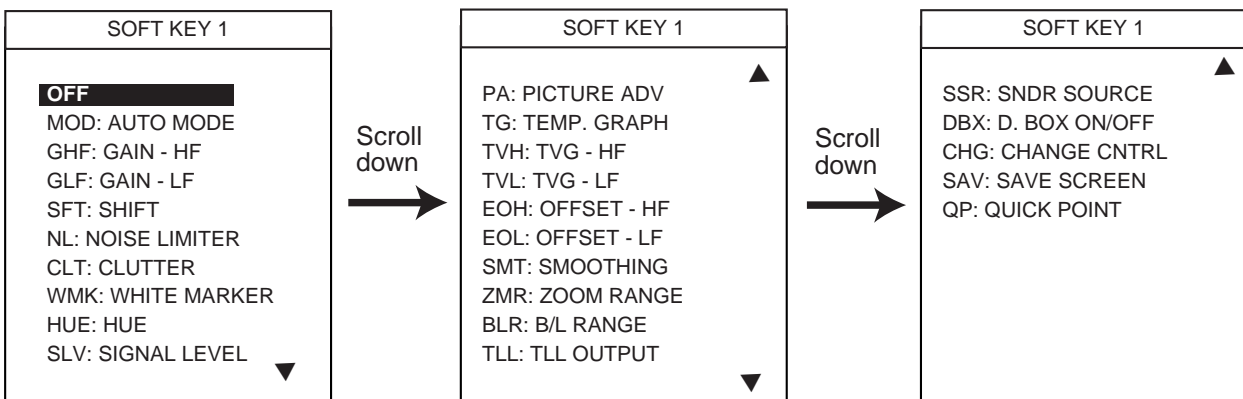 SOFT KEY 1
OFF
MOD: AUTO MODE
GHF: GAIN - HF
GLF: GAIN - LF
SFT: SHIFT
NL: NOISE LIMITER
CLT: CLUTTER
WMK: WHITE MARKER
HUE: HUE
SLV: SIGNAL LEVEL
Scroll
down
SOFT KEY 1
PA: PICTURE ADV
TG: TEMP. GRAPH
TVH: TVG - HF
TVL: TVG - LF
EOH: OFFSET - HF
EOL: OFFSET - LF
SMT: SMOOTHING
ZMR: ZOOM RANGE
BLR: B/L RANGE
TLL: TLL OUTPUT
Scroll
down
SOFT KEY 1
SSR: SNDR SOURCE
DBX: D. BOX ON/OFF
CHG: CHANGE CNTRL
SAV: SAVE SCREEN
QP: QUICK POINT